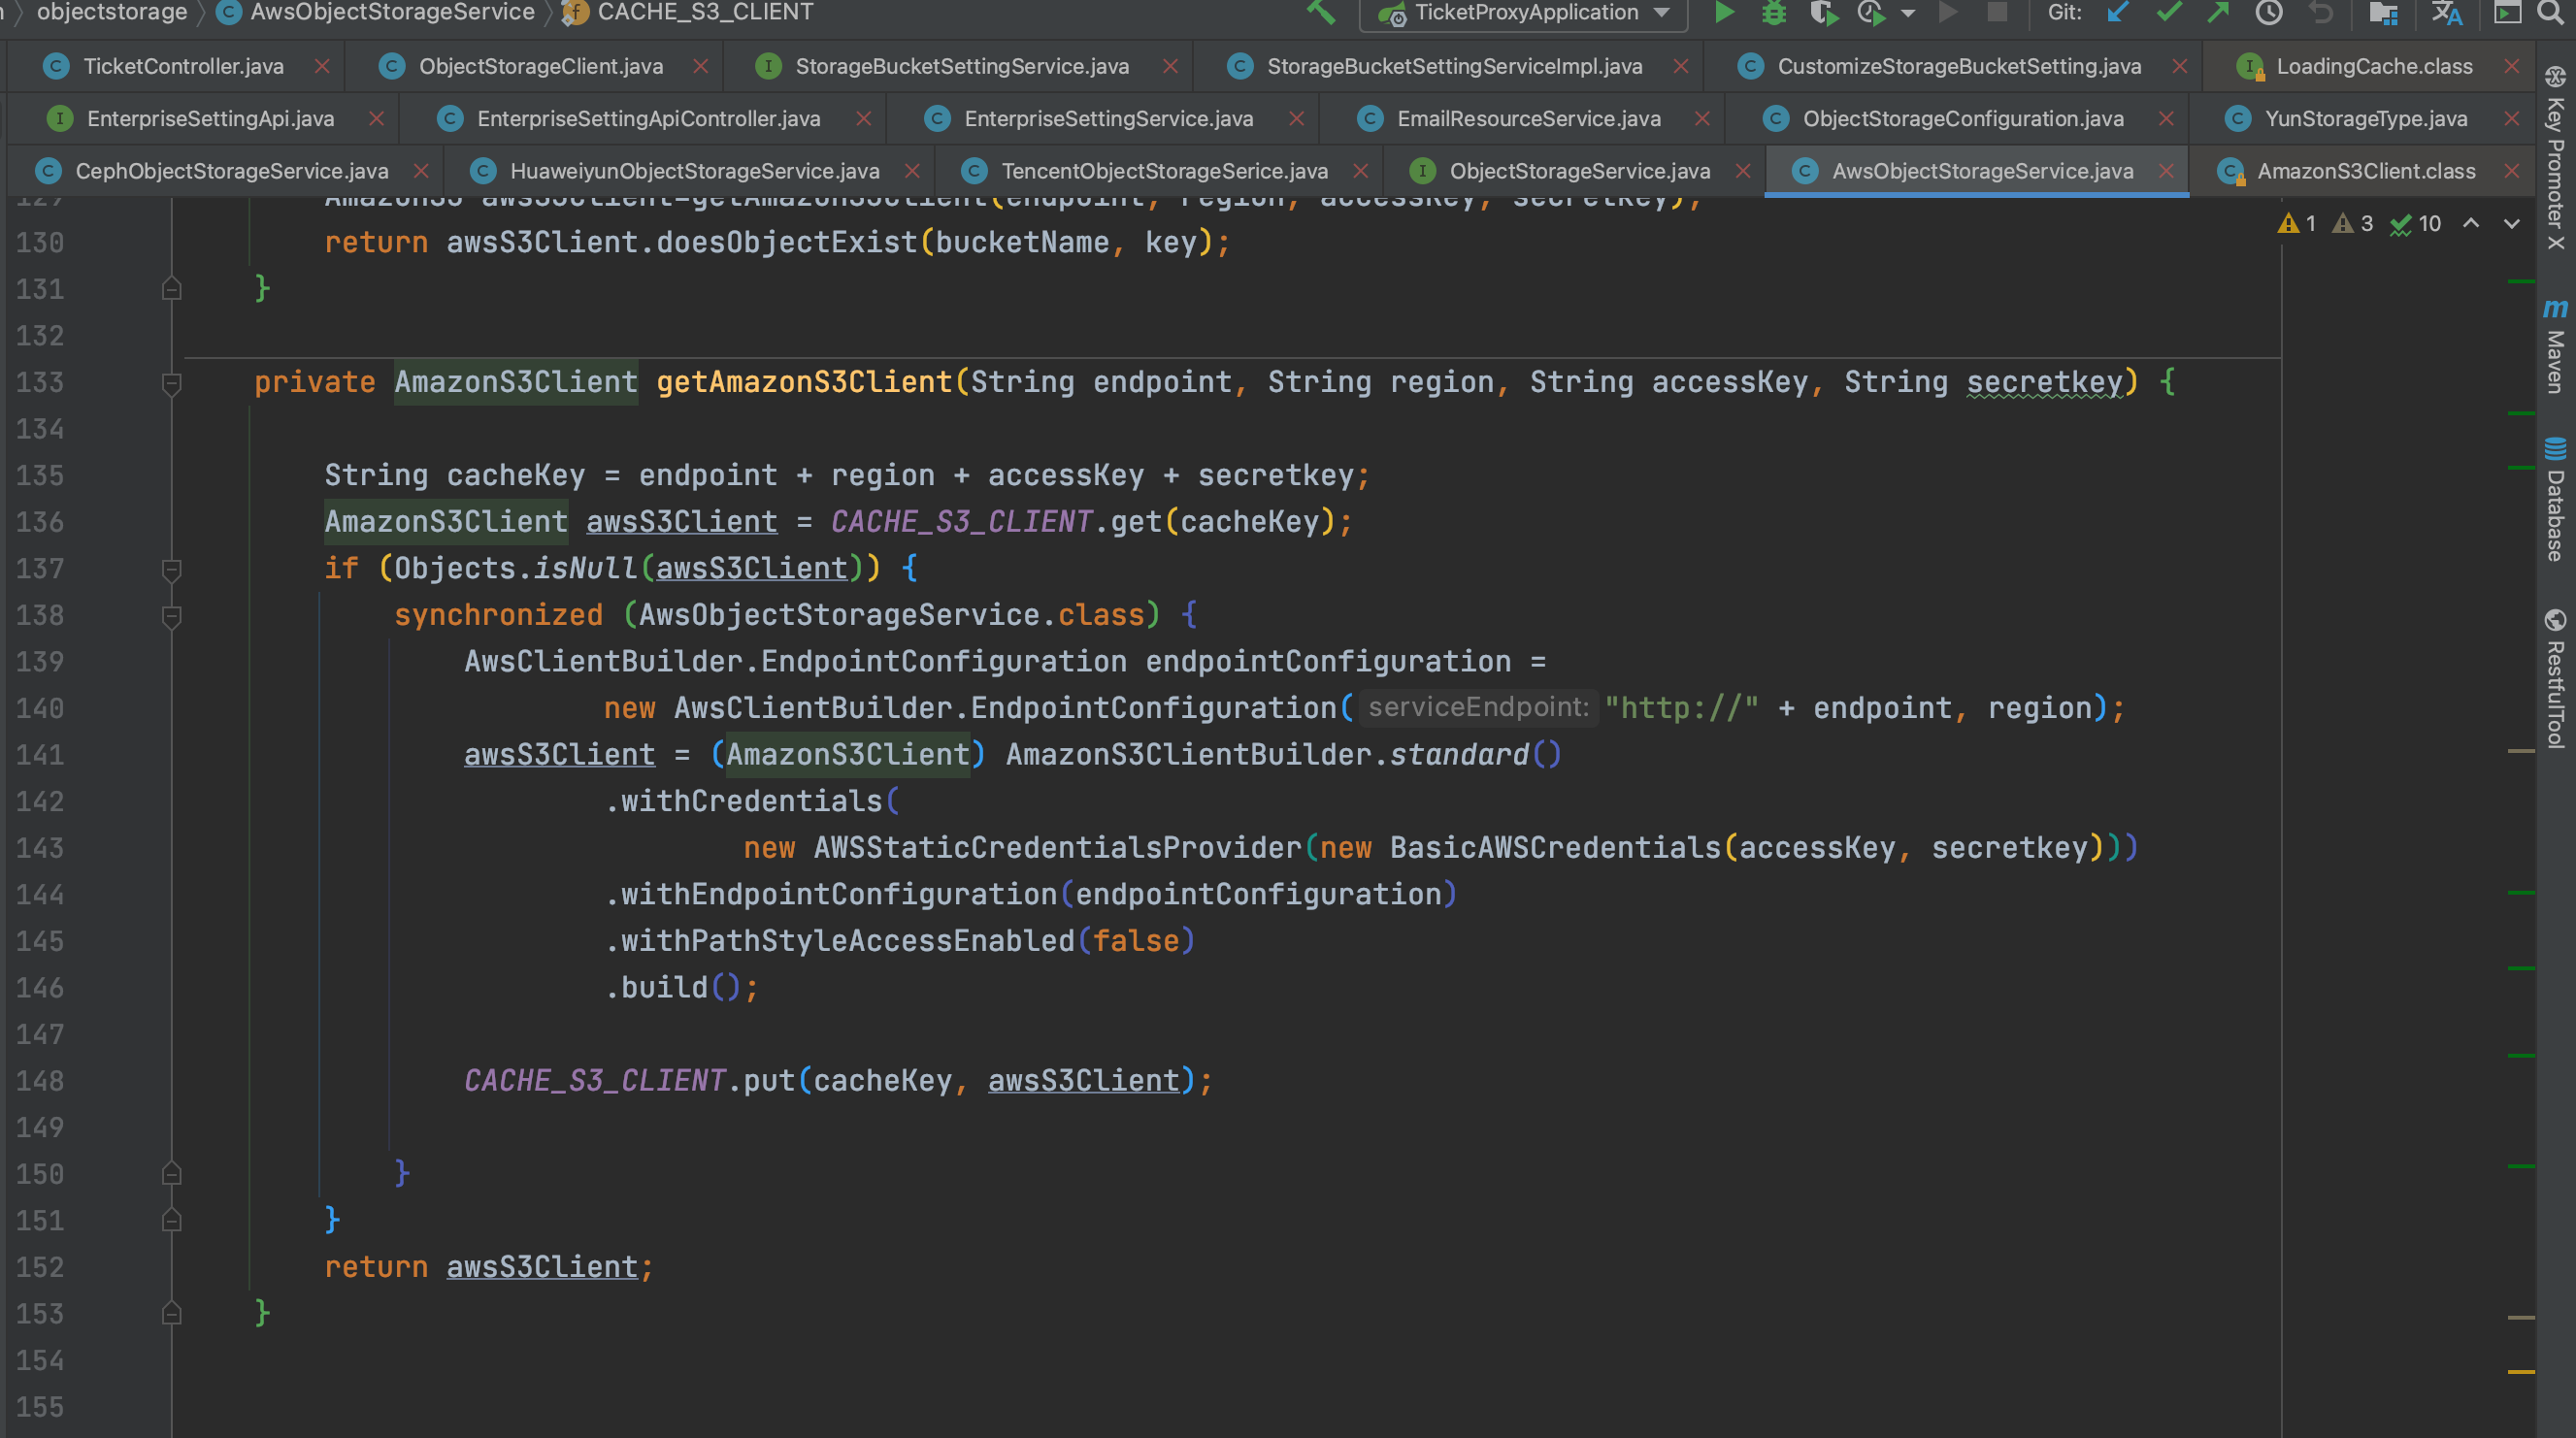 objectstorage AwsObjectStorageService CACHE_S3_CLIENT TicketProxyApplication Git:
TicketController.java ObjectStorageClient.java StorageBucketSettingService.java StorageBucketSettingServiceImpl.java CustomizeStorageBucketSetting.java LoadingCache.class
EnterpriseSettingApi.java EnterpriseSettingApiController.java EnterpriseSettingService.java EmailResourceService.java ObjectStorageConfiguration.java YunStorageType.java
CephObjectStorageService.java HuaweiyunObjectStorageService.java TencentObjectStorageSerice.java ObjectStorageService.java AwsObjectStorageService.java AmazonS3Client.class
129 AmazonS3 awsS3Client=getAmazonS3Client(endpoint, region, accessKey, secretkey);
1 3 10
130 return awsS3Client.doesObjectExist(bucketName, key);
131 }
132
133 private AmazonS3Client getAmazonS3Client(String endpoint, String region, String accessKey, String secretkey) {
134
135 String cacheKey = endpoint + region + accessKey + secretkey;
136 AmazonS3Client awsS3Client = CACHE_S3_CLIENT.get(cacheKey);
137 if (Objects.isNull(awsS3Client)) {
138 synchronized (AwsObjectStorageService.class) {
139 AwsClientBuilder.EndpointConfiguration endpointConfiguration =
140 new AwsClientBuilder.EndpointConfiguration( serviceEndpoint: "http://" + endpoint, region);
141 awsS3Client = (AmazonS3Client) AmazonS3ClientBuilder.standard()
142 .withCredentials(
143 new AWSStaticCredentialsProvider(new BasicAWSCredentials(accessKey, secretkey)))
144 .withEndpointConfiguration(endpointConfiguration)
145 .withPathStyleAccessEnabled(false)
146 .build();
147
148 CACHE_S3_CLIENT.put(cacheKey, awsS3Client);
149
150 }
151 }
152 return awsS3Client;
153 }
154
155
Key Promoter X
Maven
Database
RestfulTool